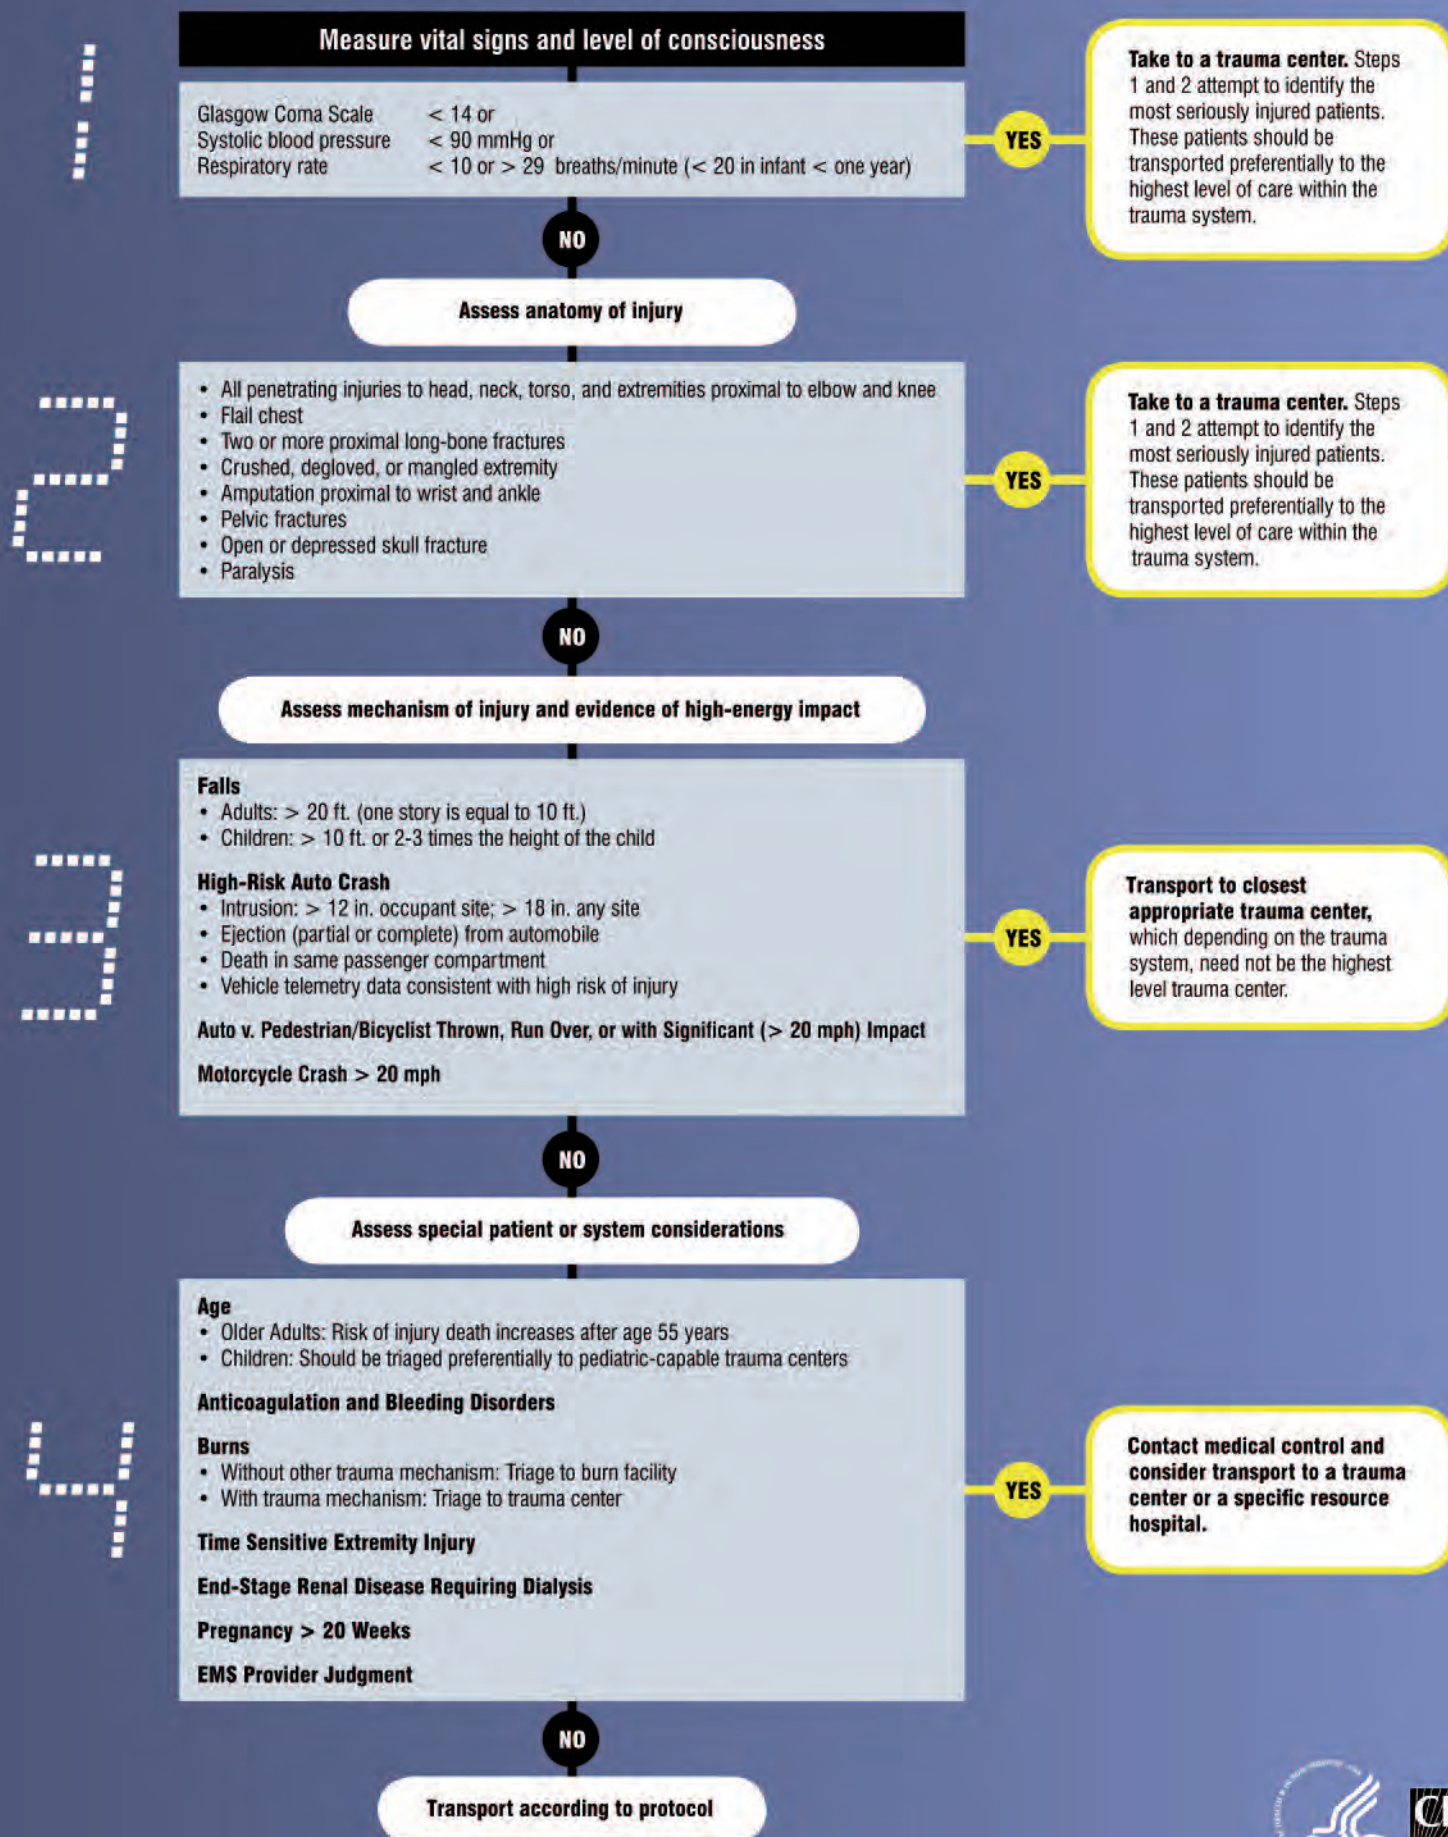 1
Measure vital signs and level of consciousness
Glasgow Coma Scale < 14 or
Systolic blood pressure < 90 mmHg or
Respiratory rate < 10 or > 29 breaths/minute (< 20 in infant < one year)
YES
Take to a trauma center. Steps
1 and 2 attempt to identify the
most seriously injured patients.
These patients should be
transported preferentially to the
highest level of care within the
trauma system.
NO
Assess anatomy of injury
2
• All penetrating injuries to head, neck, torso, and extremities proximal to elbow and knee
• Flail chest
• Two or more proximal long-bone fractures
• Crushed, degloved, or mangled extremity
• Amputation proximal to wrist and ankle
• Pelvic fractures
• Open or depressed skull fracture
• Paralysis
YES
Take to a trauma center. Steps
1 and 2 attempt to identify the
most seriously injured patients.
These patients should be
transported preferentially to the
highest level of care within the
trauma system.
NO
Assess mechanism of injury and evidence of high-energy impact
3
Falls
• Adults: > 20 ft. (one story is equal to 10 ft.)
• Children: > 10 ft. or 2-3 times the height of the child
High-Risk Auto Crash
• Intrusion: > 12 in. occupant site; > 18 in. any site
• Ejection (partial or complete) from automobile
• Death in same passenger compartment
• Vehicle telemetry data consistent with high risk of injury
Auto v. Pedestrian/Bicyclist Thrown, Run Over, or with Significant (> 20 mph) Impact
Motorcycle Crash > 20 mph
YES
Transport to closest
appropriate trauma center,
which depending on the trauma
system, need not be the highest
level trauma center.
NO
Assess special patient or system considerations
4
Age
• Older Adults: Risk of injury death increases after age 55 years
• Children: Should be triaged preferentially to pediatric-capable trauma centers
Anticoagulation and Bleeding Disorders
Burns
• Without other trauma mechanism: Triage to burn facility
• With trauma mechanism: Triage to trauma center
Time Sensitive Extremity Injury
End-Stage Renal Disease Requiring Dialysis
Pregnancy > 20 Weeks
EMS Provider Judgment
YES
Contact medical control and
consider transport to a trauma
center or a specific resource
hospital.
NO
Transport according to protocol